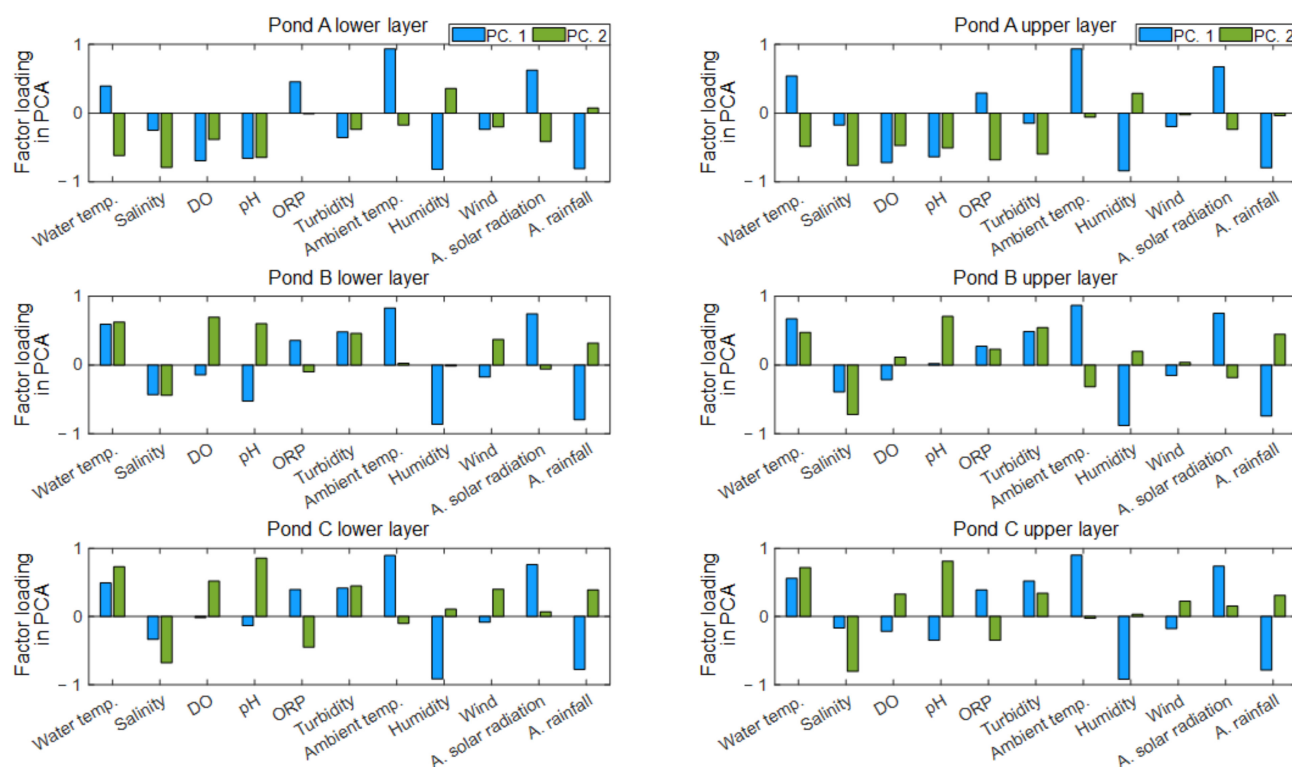 Pond A lower layer
PC. 1 PC. 2
1
0
− 1
Factor loading
in PCA
Water temp.
Salinity
DO
pH
ORP
Turbidity
Ambient temp.
Humidity
Wind
A. solar radiation
A. rainfall
Pond A upper layer
PC. 1 PC. 2
1
0
− 1
Factor loading
in PCA
Water temp.
Salinity
DO
pH
ORP
Turbidity
Ambient temp.
Humidity
Wind
A. solar radiation
A. rainfall
Pond B lower layer
1
0
− 1
Factor loading
in PCA
Water temp.
Salinity
DO
pH
ORP
Turbidity
Ambient temp.
Humidity
Wind
A. solar radiation
A. rainfall
Pond B upper layer
1
0
− 1
Factor loading
in PCA
Water temp.
Salinity
DO
pH
ORP
Turbidity
Ambient temp.
Humidity
Wind
A. solar radiation
A. rainfall
Pond C lower layer
1
0
− 1
Factor loading
in PCA
Water temp.
Salinity
DO
pH
ORP
Turbidity
Ambient temp.
Humidity
Wind
A. solar radiation
A. rainfall
Pond C upper layer
1
0
− 1
Factor loading
in PCA
Water temp.
Salinity
DO
pH
ORP
Turbidity
Ambient temp.
Humidity
Wind
A. solar radiation
A. rainfall